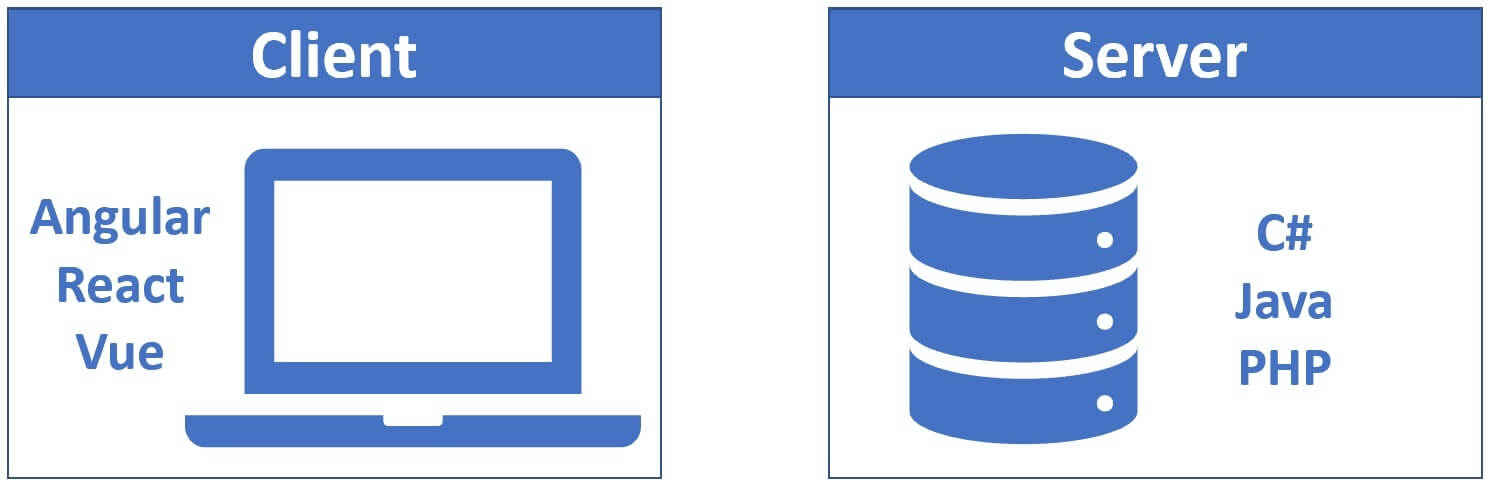 Client
Angular
React
Vue
Server
C#
Java
PHP